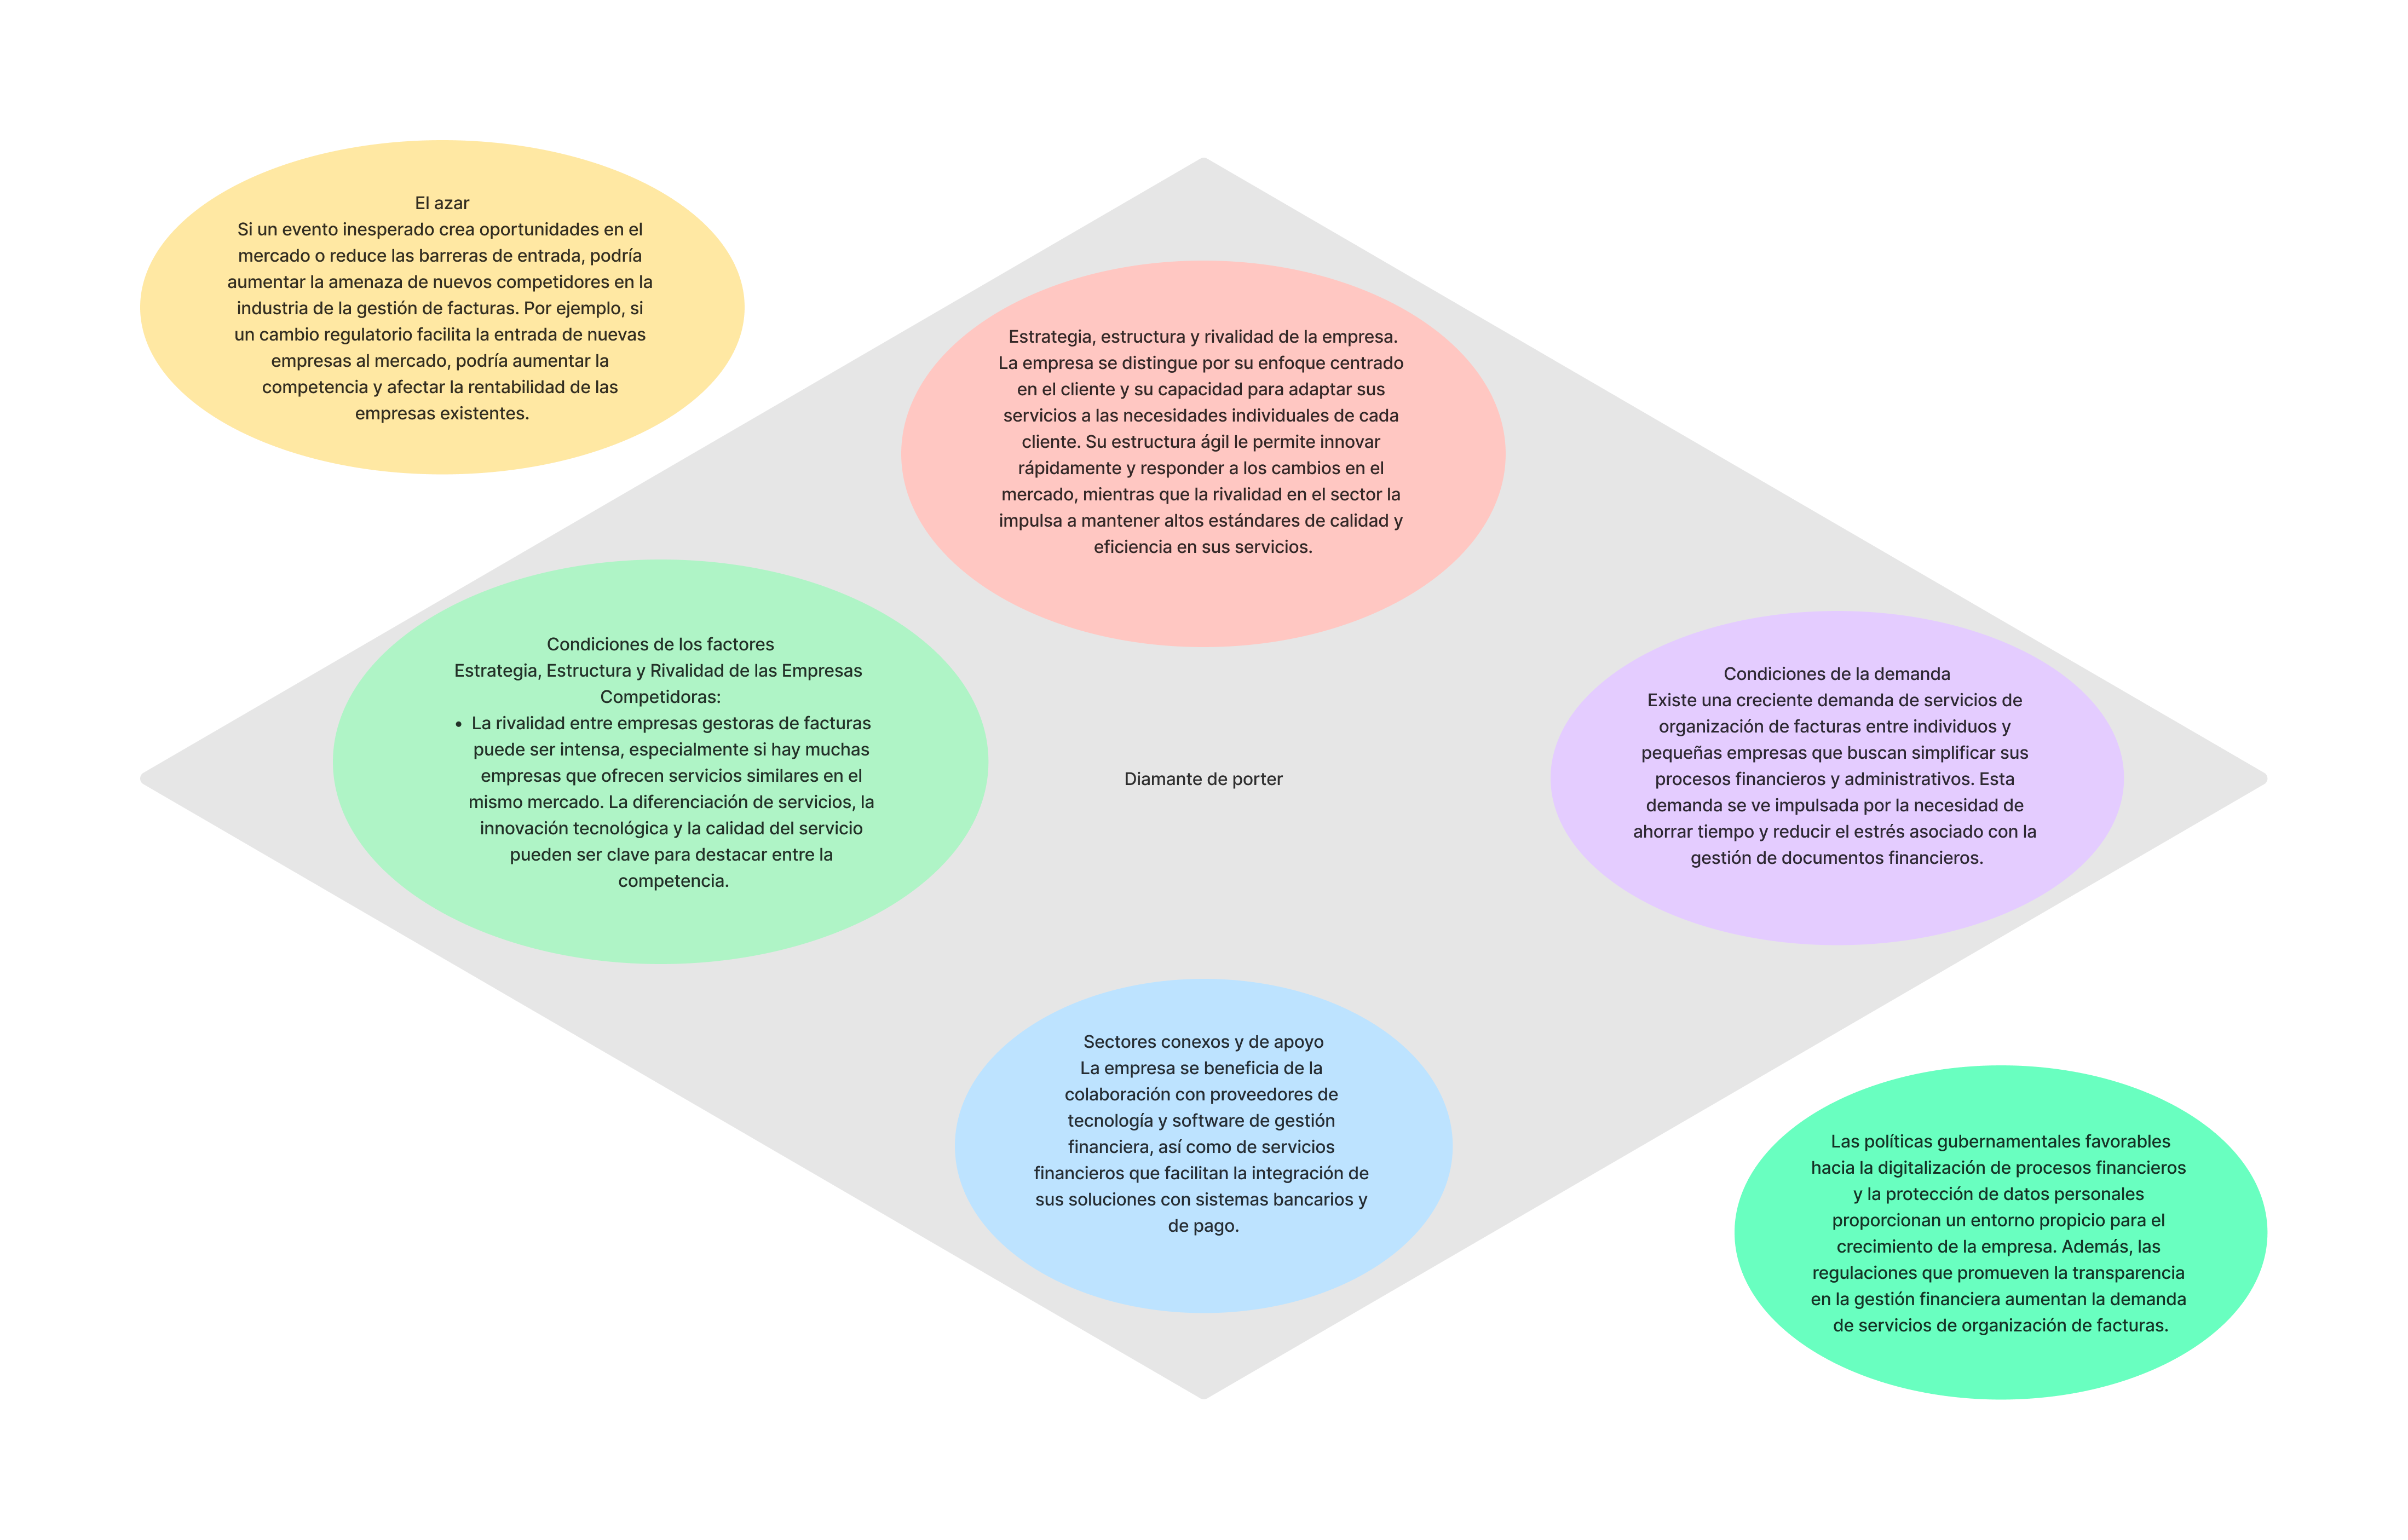 El azar
Si un evento inesperado crea oportunidades en el
mercado o reduce las barreras de entrada, podría
aumentar la amenaza de nuevos competidores en la
industria de la gestión de facturas. Por ejemplo, si
un cambio regulatorio facilita la entrada de nuevas
empresas al mercado, podría aumentar la
competencia y afectar la rentabilidad de las
empresas existentes.
Estrategia, estructura y rivalidad de la empresa.
La empresa se distingue por su enfoque centrado
en el cliente y su capacidad para adaptar sus
servicios a las necesidades individuales de cada
cliente. Su estructura ágil le permite innovar
rápidamente y responder a los cambios en el
mercado, mientras que la rivalidad en el sector la
impulsa a mantener altos estándares de calidad y
eficiencia en sus servicios.
Condiciones de los factores
Estrategia, Estructura y Rivalidad de las Empresas
Competidoras:
• La rivalidad entre empresas gestoras de facturas
puede ser intensa, especialmente si hay muchas
empresas que ofrecen servicios similares en el
mismo mercado. La diferenciación de servicios, la
innovación tecnológica y la calidad del servicio
pueden ser clave para destacar entre la
competencia.
Diamante de porter
Condiciones de la demanda
Existe una creciente demanda de servicios de
organización de facturas entre individuos y
pequeñas empresas que buscan simplificar sus
procesos financieros y administrativos. Esta
demanda se ve impulsada por la necesidad de
ahorrar tiempo y reducir el estrés asociado con la
gestión de documentos financieros.
Sectores conexos y de apoyo
La empresa se beneficia de la
colaboración con proveedores de
tecnología y software de gestión
financiera, así como de servicios
financieros que facilitan la integración de
sus soluciones con sistemas bancarios y
de pago.
Las políticas gubernamentales favorables
hacia la digitalización de procesos financieros
y la protección de datos personales
proporcionan un entorno propicio para el
crecimiento de la empresa. Además, las
regulaciones que promueven la transparencia
en la gestión financiera aumentan la demanda
de servicios de organización de facturas.